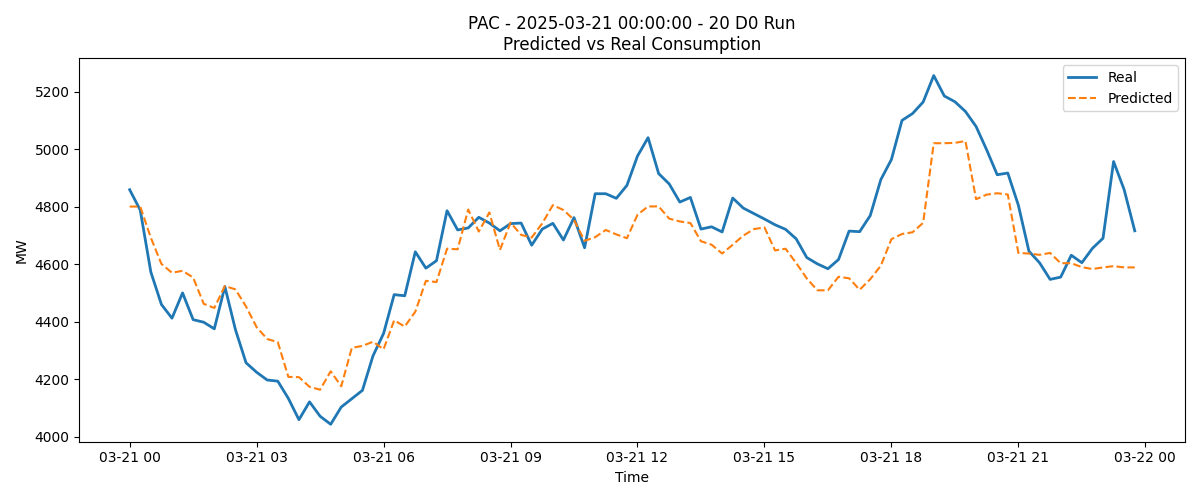 PAC - 2025-03-21 00:00:00 - 20 D0 Run
Predicted vs Real Consumption
Real
Predicted
MW
5200
5000
4800
4600
4400
4200
4000
03-21 00
03-21 03
03-21 06
03-21 09
03-21 12
03-21 15
03-21 18
03-21 21
03-22 00
Time